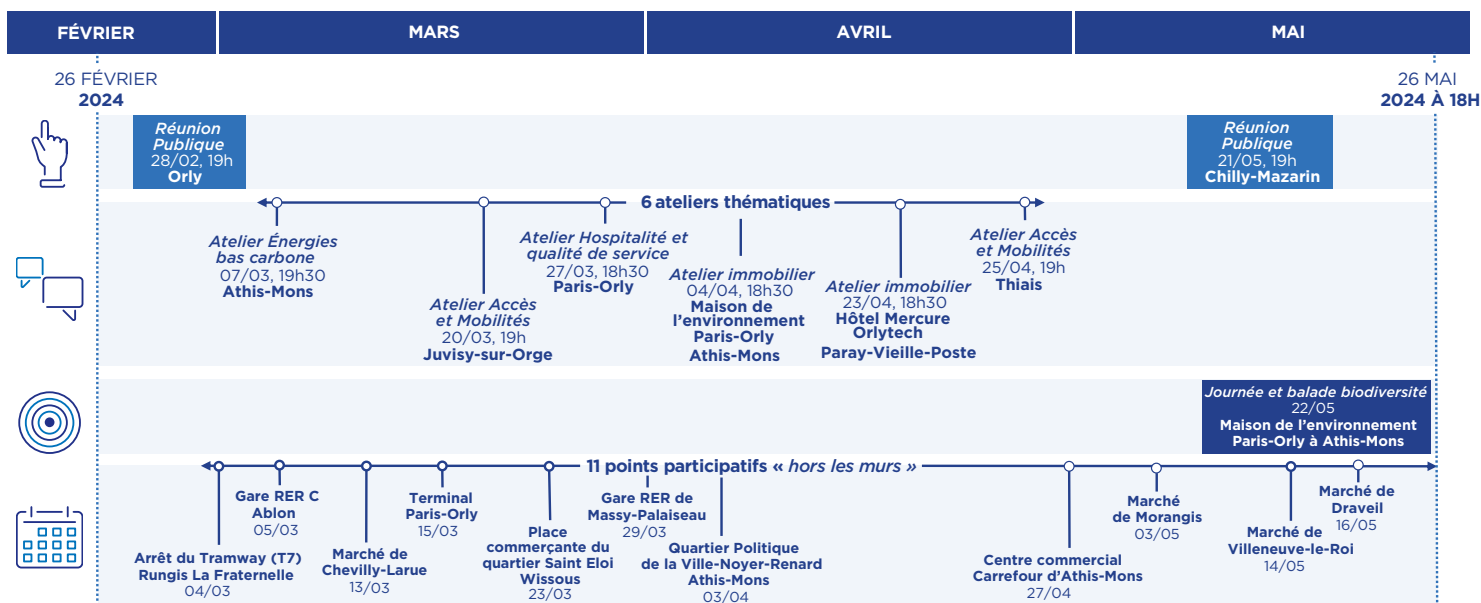 FÉVRIER
MARS
AVRIL
MAI
26 FÉVRIER
2024
26 MAI
2024 À 18H
Réunion
Publique
28/02, 19h
Orly
Réunion
Publique
21/05, 19h
Chilly-Mazarin
6 ateliers thématiques
Atelier Énergies
bas carbone
07/03, 19h30
Athis-Mons
Atelier Accès
et Mobilités
20/03, 19h
Juvisy-sur-Orge
Atelier Hospitalité et
qualité de service
27/03, 18h30
Paris-Orly
Atelier immobilier
04/04, 18h30
Maison de
l'environnement
Paris-Orly
Athis-Mons
Atelier immobilier
23/04, 18h30
Hôtel Mercure
Orlytech
Paray-Vieille-Poste
Atelier Accès
et Mobilités
25/04, 19h
Thiais
Journée et balade biodiversité
22/05
Maison de l'environnement
Paris-Orly à Athis-Mons
11 points participatifs « hors les murs »
Arrêt du Tramway (T7)
Rungis La Fraternelle
04/03
Gare RER C
Ablon
05/03
Marché de
Chevilly-Larue
13/03
Terminal
Paris-Orly
15/03
Place
commerçante du
quartier Saint Eloi
Wissous
23/03
Gare RER de
Massy-Palaiseau
29/03
Quartier Politique
de la Ville-Noyer-Renard
Athis-Mons
03/04
Centre commercial
Carrefour d'Athis-Mons
27/04
Marché
de Morangis
03/05
Marché de
Villeneuve-le-Roi
14/05
Marché de
Draveil
16/05